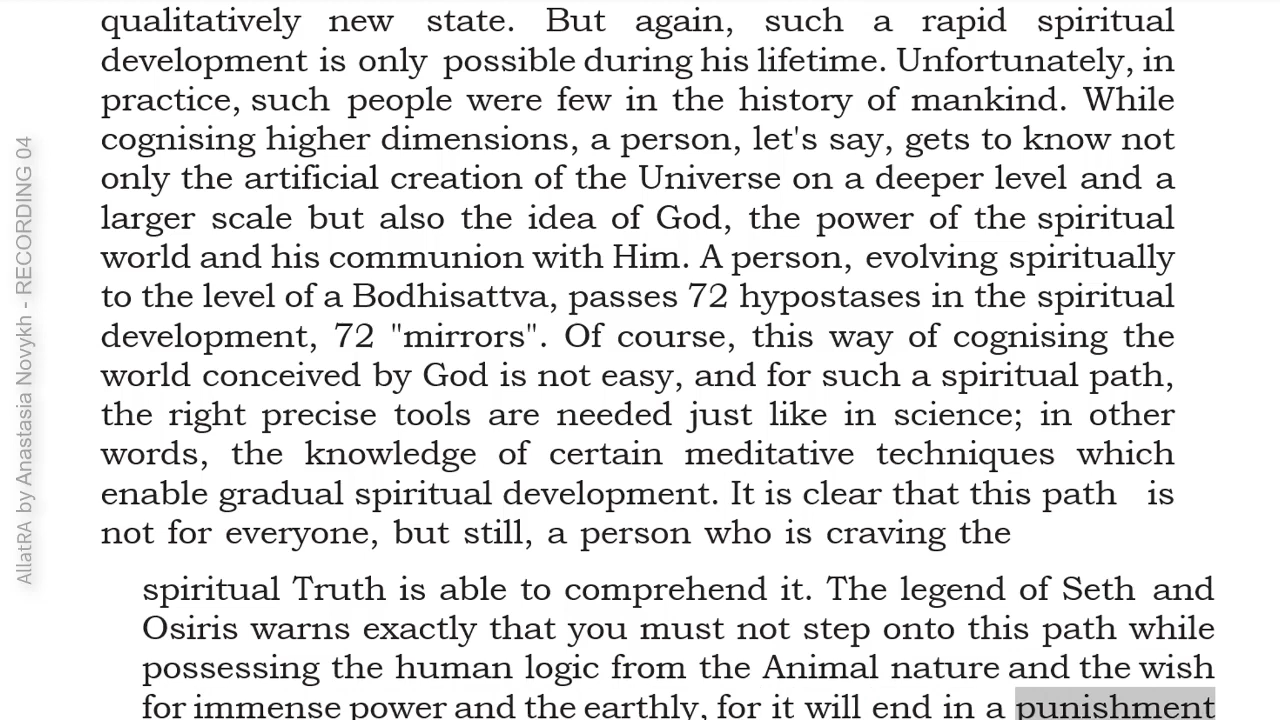 qualitatively new state. But again, such a rapid spiritual
development is only possible during his lifetime. Unfortunately, in
practice, such people were few in the history of mankind. While
cognising higher dimensions, a person, let's say, gets to know not
only the artificial creation of the Universe on a deeper level and a
larger scale but also the idea of God, the power of the spiritual
world and his communion with Him. A person, evolving spiritually
to the level of a Bodhisattva, passes 72 hypostases in the spiritual
development, 72 "mirrors". Of course, this way of cognising the
world conceived by God is not easy, and for such a spiritual path,
the right precise tools are needed just like in science; in other
words, the knowledge of certain meditative techniques which
enable gradual spiritual development. It is clear that this path is
not for everyone, but still, a person who is craving the
spiritual Truth is able to comprehend it. The legend of Seth and
Osiris warns exactly that you must not step onto this path while
possessing the human logic from the Animal nature and the wish
for immense power and the earthly, for it will end in a punishment
AllatRA by Anastasia Novykh - RECORDING 04